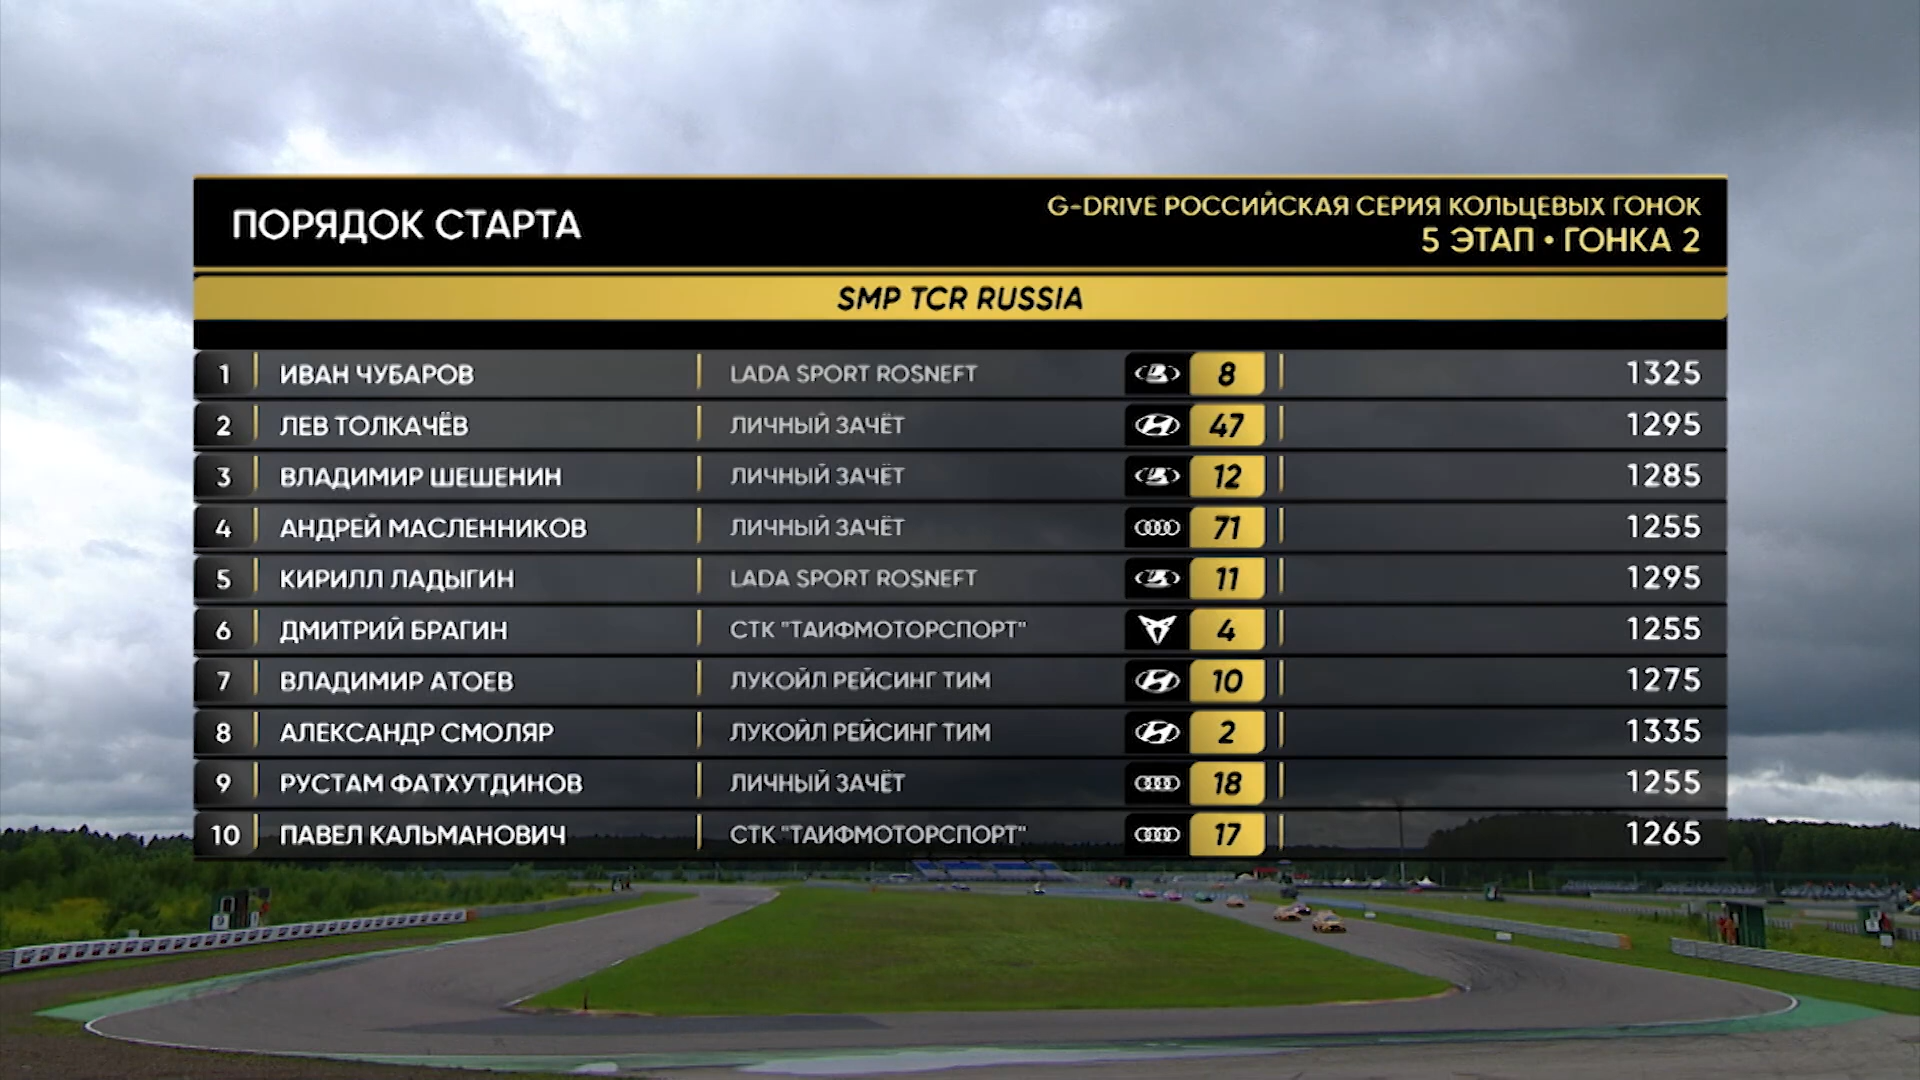 ПОРЯДОК СТАРТА
G-DRIVE РОССИЙСКАЯ СЕРИЯ КОЛЬЦЕВЫХ ГОНОК
5 ЭТАП • ГОНКА 2
SMP TCR RUSSIA
1 ИВАН ЧУБАРОВ LADA SPORT ROSNEFT 8 1325
2 ЛЕВ ТОЛКАЧЁВ ЛИЧНЫЙ ЗАЧЁТ 47 1295
3 ВЛАДИМИР ШЕШЕНИН ЛИЧНЫЙ ЗАЧЁТ 12 1285
4 АНДРЕЙ МАСЛЕННИКОВ ЛИЧНЫЙ ЗАЧЁТ 71 1255
5 КИРИЛЛ ЛАДЫГИН LADA SPORT ROSNEFT 11 1295
6 ДМИТРИЙ БРАГИН СТК "ТАИФМОТОРСПОРТ" 4 1255
7 ВЛАДИМИР АТОЕВ ЛУКОЙЛ РЕЙСИНГ ТИМ 10 1275
8 АЛЕКСАНДР СМОЛЯР ЛУКОЙЛ РЕЙСИНГ ТИМ 2 1335
9 РУСТАМ ФАТХУТДИНОВ ЛИЧНЫЙ ЗАЧЁТ 18 1255
10 ПАВЕЛ КАЛЬМАНОВИЧ СТК "ТАИФМОТОРСПОРТ" 17 1265